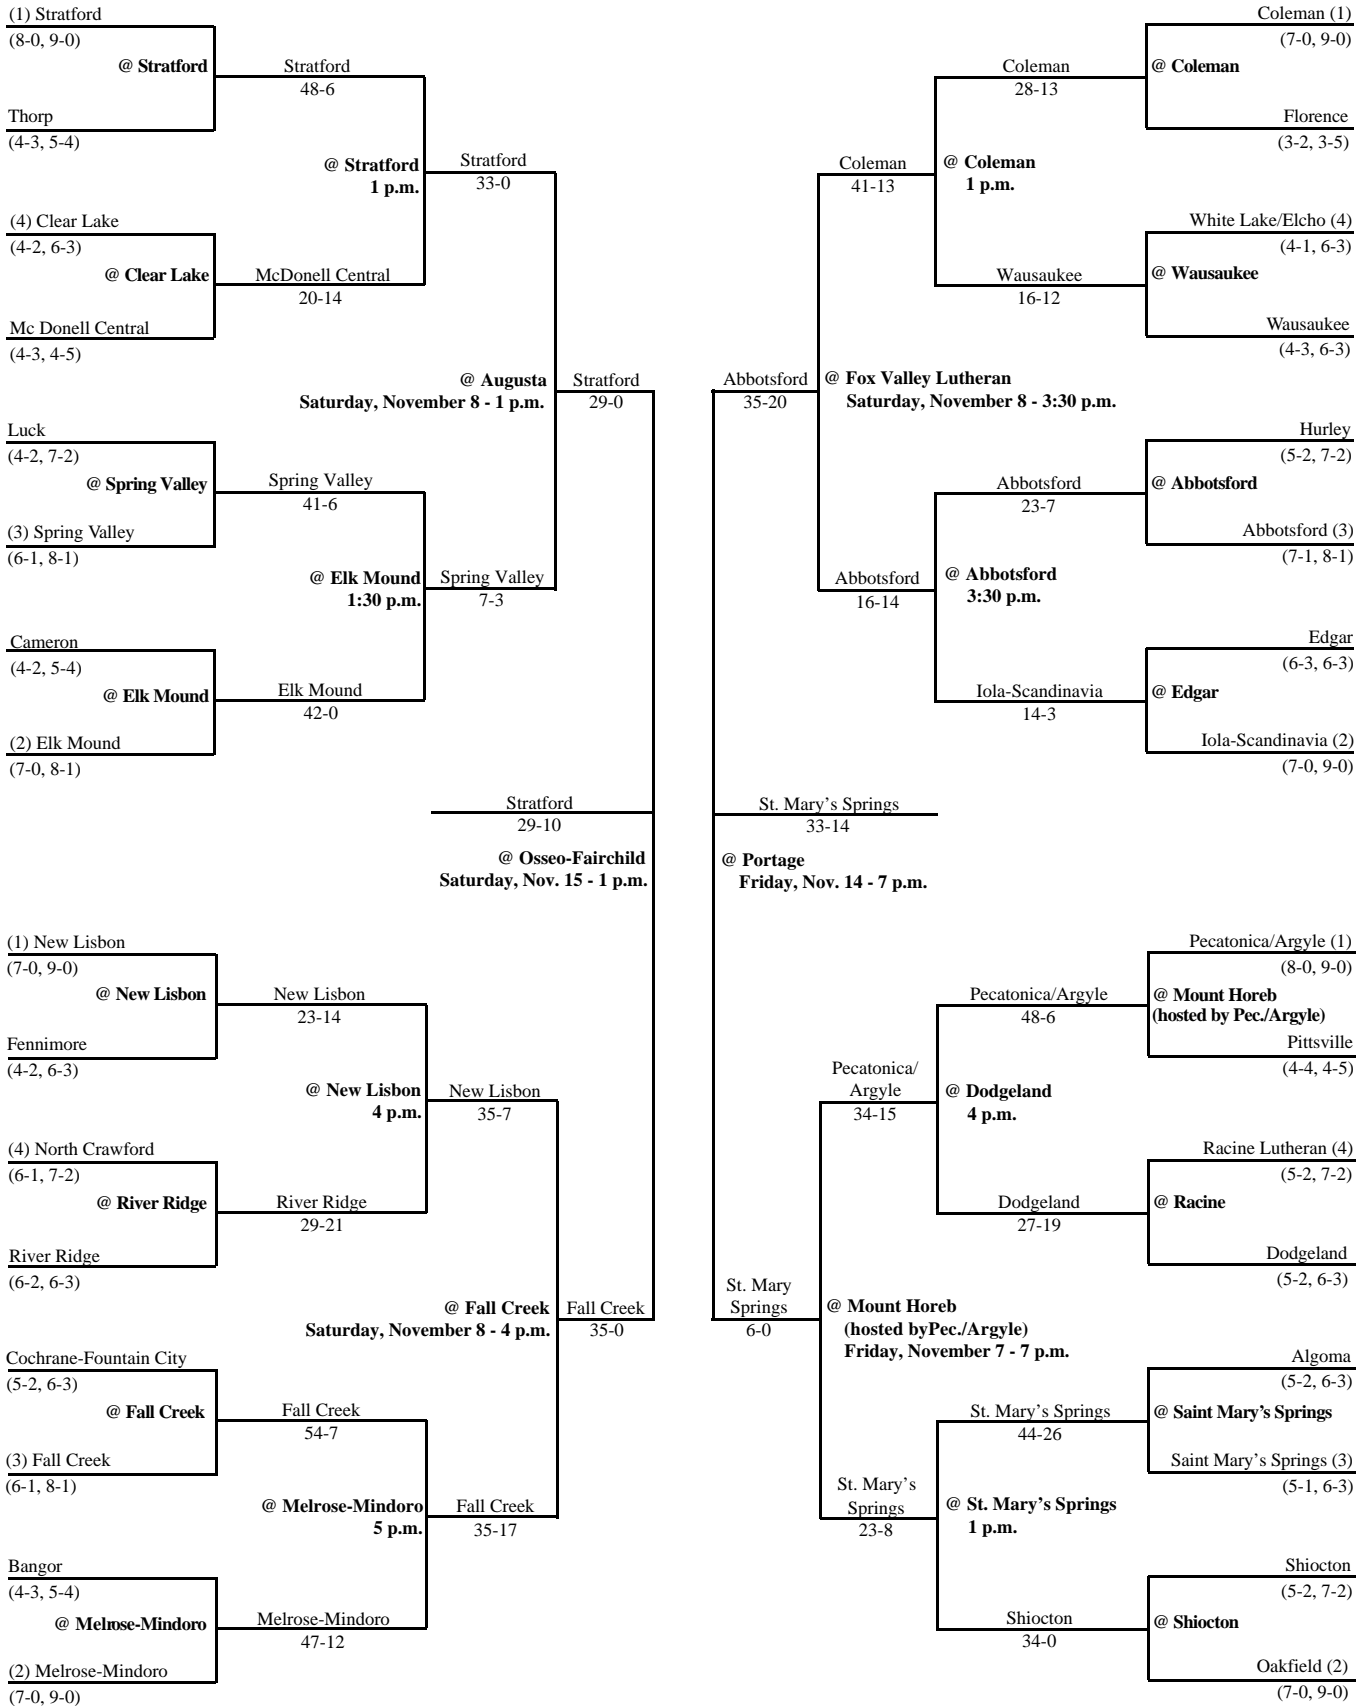 (1) Stratford
(8-0, 9-0)
@ Stratford
Thorp
(4-3, 5-4)
Stratford
48-6
@ Stratford
1 p.m.
Stratford
33-0
(4) Clear Lake
(4-2, 6-3)
@ Clear Lake
McDonell Central
20-14
Mc Donell Central
(4-3, 4-5)
@ Augusta
Saturday, November 8 - 1 p.m.
Stratford
29-0
Luck
(4-2, 7-2)
@ Spring Valley
Spring Valley
41-6
(3) Spring Valley
(6-1, 8-1)
@ Elk Mound
1:30 p.m.
Spring Valley
7-3
Cameron
(4-2, 5-4)
@ Elk Mound
Elk Mound
42-0
(2) Elk Mound
(7-0, 8-1)
Stratford
29-10
@ Osseo-Fairchild
Saturday, Nov. 15 - 1 p.m.
(1) New Lisbon
(7-0, 9-0)
@ New Lisbon
New Lisbon
23-14
Fennimore
(4-2, 6-3)
@ New Lisbon
4 p.m.
New Lisbon
35-7
(4) North Crawford
(6-1, 7-2)
@ River Ridge
River Ridge
29-21
River Ridge
(6-2, 6-3)
@ Fall Creek
Saturday, November 8 - 4 p.m.
Fall Creek
35-0
Cochrane-Fountain City
(5-2, 6-3)
@ Fall Creek
Fall Creek
54-7
(3) Fall Creek
(6-1, 8-1)
@ Melrose-Mindoro
5 p.m.
Fall Creek
35-17
Bangor
(4-3, 5-4)
@ Melrose-Mindoro
Melrose-Mindoro
47-12
(2) Melrose-Mindoro
(7-0, 9-0)
Coleman (1)
(7-0, 9-0)
@ Coleman
Coleman
28-13
Florence
(3-2, 3-5)
Coleman
41-13
@ Coleman
1 p.m.
White Lake/Elcho (4)
(4-1, 6-3)
@ Wausaukee
Wausaukee
16-12
Wausaukee
(4-3, 6-3)
Abbotsford
35-20
@ Fox Valley Lutheran
Saturday, November 8 - 3:30 p.m.
Hurley
(5-2, 7-2)
@ Abbotsford
Abbotsford
23-7
Abbotsford (3)
(7-1, 8-1)
Abbotsford
16-14
@ Abbotsford
3:30 p.m.
Edgar
(6-3, 6-3)
@ Edgar
Iola-Scandinavia
14-3
Iola-Scandinavia (2)
(7-0, 9-0)
St. Mary's Springs
33-14
@ Portage
Friday, Nov. 14 - 7 p.m.
Pecatonica/Argyle (1)
(8-0, 9-0)
@ Mount Horeb
(hosted by Pec./Argyle)
Pecatonica/Argyle
48-6
Pittsville
(4-4, 4-5)
Pecatonica/
Argyle
34-15
@ Dodgeland
4 p.m.
Racine Lutheran (4)
(5-2, 7-2)
@ Racine
Dodgeland
27-19
Dodgeland
(5-2, 6-3)
St. Mary
Springs
6-0
@ Mount Horeb
(hosted byPec./Argyle)
Friday, November 7 - 7 p.m.
Algoma
(5-2, 6-3)
@ Saint Mary's Springs
St. Mary's Springs
44-26
Saint Mary's Springs (3)
(5-1, 6-3)
St. Mary's
Springs
23-8
@ St. Mary's Springs
1 p.m.
Shiocton
(5-2, 7-2)
@ Shiocton
Shiocton
34-0
Oakfield (2)
(7-0, 9-0)